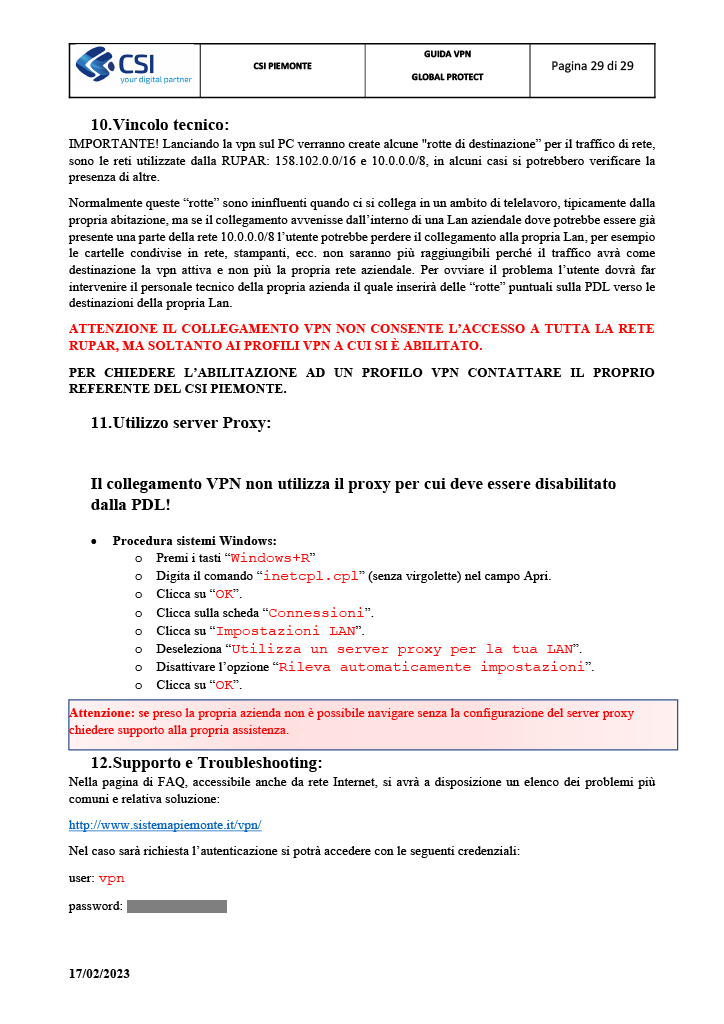 CSI
your digital partner
CSI PIEMONTE
GUIDA VPN
GLOBAL PROTECT
Pagina 29 di 29
10.Vincolo tecnico:
IMPORTANTE! Lanciando la vpn sul PC verranno create alcune "rotte di destinazione” per il traffico di rete,
sono le reti utilizzate dalla RUPAR: 158.102.0.0/16 e 10.0.0.0/8, in alcuni casi si potrebbero verificare la
presenza di altre.
Normalmente queste “rotte” sono ininfluenti quando ci si collega in un ambito di telelavoro, tipicamente dalla
propria abitazione, ma se il collegamento avvenisse dall’interno di una Lan aziendale dove potrebbe essere già
presente una parte della rete 10.0.0.0/8 l’utente potrebbe perdere il collegamento alla propria Lan, per esempio
le cartelle condivise in rete, stampanti, ecc. non saranno più raggiungibili perché il traffico avrà come
destinazione la vpn attiva e non più la propria rete aziendale. Per ovviare il problema l’utente dovrà far
intervenire il personale tecnico della propria azienda il quale inserirà delle “rotte” puntuali sulla PDL verso le
destinazioni della propria Lan.
ATTENZIONE IL COLLEGAMENTO VPN NON CONSENTE L’ACCESSO A TUTTA LA RETE
RUPAR, MA SOLTANTO AI PROFILI VPN A CUI SI È ABILITATO.
PER CHIEDERE L’ABILITAZIONE AD UN PROFILO VPN CONTATTARE IL PROPRIO
REFERENTE DEL CSI PIEMONTE.
11.Utilizzo server Proxy:
Il collegamento VPN non utilizza il proxy per cui deve essere disabilitato
dalla PDL!
• Procedura sistemi Windows:
o Premi i tasti “Windows+R”
o Digita il comando “inetcpl.cpl” (senza virgolette) nel campo Apri.
o Clicca su “OK”.
o Clicca sulla scheda “Connessioni”.
o Clicca su “Impostazioni LAN”.
o Deseleziona “Utilizza un server proxy per la tua LAN”.
o Disattivare l’opzione “Rileva automaticamente impostazioni”.
o Clicca su “OK”.
Attenzione: se preso la propria azienda non è possibile navigare senza la configurazione del server proxy
chiedere supporto alla propria assistenza.
12.Supporto e Troubleshooting:
Nella pagina di FAQ, accessibile anche da rete Internet, si avrà a disposizione un elenco dei problemi più
comuni e relativa soluzione:
http://www.sistemapiemonte.it/vpn/
Nel caso sarà richiesta l’autenticazione si potrà accedere con le seguenti credenziali:
user: vpn
password:
17/02/2023